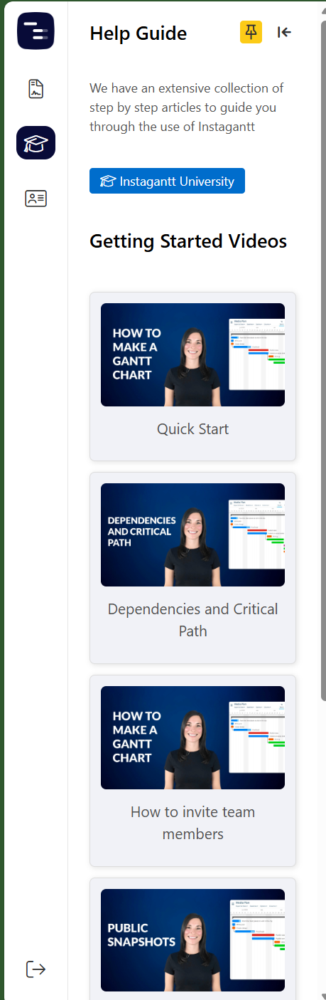 Help Guide
We have an extensive collection of
step by step articles to guide you
through the use of Instagantt
Instagantt University
Getting Started Videos
HOW TO
MAKE A
GANTT
CHART
Quick Start
DEPENDENCIES
AND CRITICAL
PATH
Dependencies and Critical
Path
HOW TO
MAKE A
GANTT
CHART
How to invite team
members
PUBLIC
SNAPSHOTS